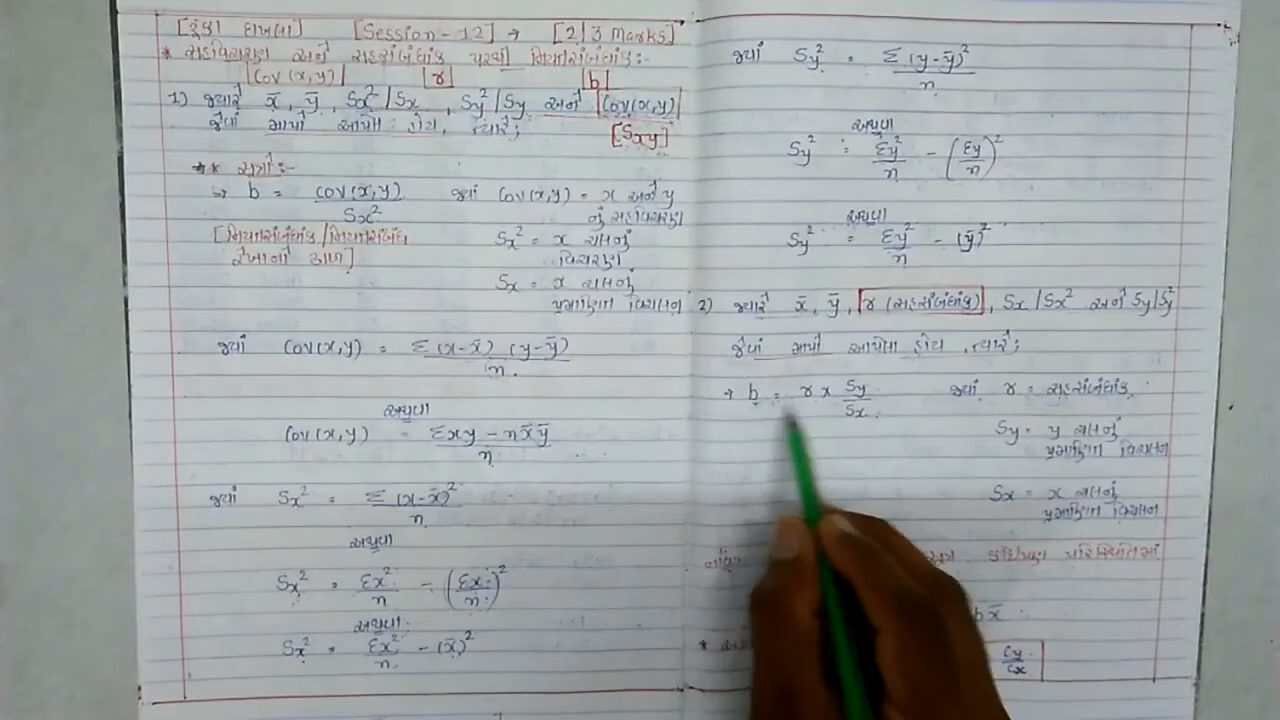 [ટૂંકા દાખલા] [Session - 12] → [2|3 Marks]
* સહવિચરણ અને સહસંબંધાંક પરથી નિયતસંબંધાંક:-
|Cov(x,y)| |r| |b|
1) જ્યારે x̄, ȳ, Sx²/Sx, Sy²/Sy અને |Cov(x,y)|
જેવાં માપો આપેલા હોય, ત્યારે; [Sxy]
** સૂત્રો:-
→ b = Cov(x,y) / Sx² જ્યાં Cov(x,y) = x અને y
નું સહવિચરણ
[નિયતસંબંધાંક/નિયતસંબંધ Sx² = x ચલનું
રેખાનો ઢાળ] વિચરણ
Sx = x ચલનું
પ્રમાણિત વિચલન
જ્યાં Cov(x,y) = Σ(x-x̄)(y-ȳ) / n
અથવા
Cov(x,y) = Σxy - nx̄ȳ / n
જ્યાં Sx² = Σ(x-x̄)² / n
અથવા
Sx² = Σx²/n - (Σx/n)²
અથવા
Sx² = Σx²/n - (x̄)²
જ્યાં Sy² = Σ(y-ȳ)² / n
અથવા
Sy² = Σy²/n - (Σy/n)²
અથવા
Sy² = Σy²/n - (ȳ)²
2) જ્યારે x̄, ȳ, |r (સહસંબંધાંક)|, Sx/Sx² અને Sy/Sy²
જેવાં માપો આપેલા હોય, ત્યારે;
→ b = r × Sy/Sx જ્યાં r = સહસંબંધાંક
Sy = y ચલનું
પ્રમાણિત વિચલન
Sx = x ચલનું
પ્રમાણિત વિચલન
પરિસ્થિતિમાં
bx̄
Cy/Cx